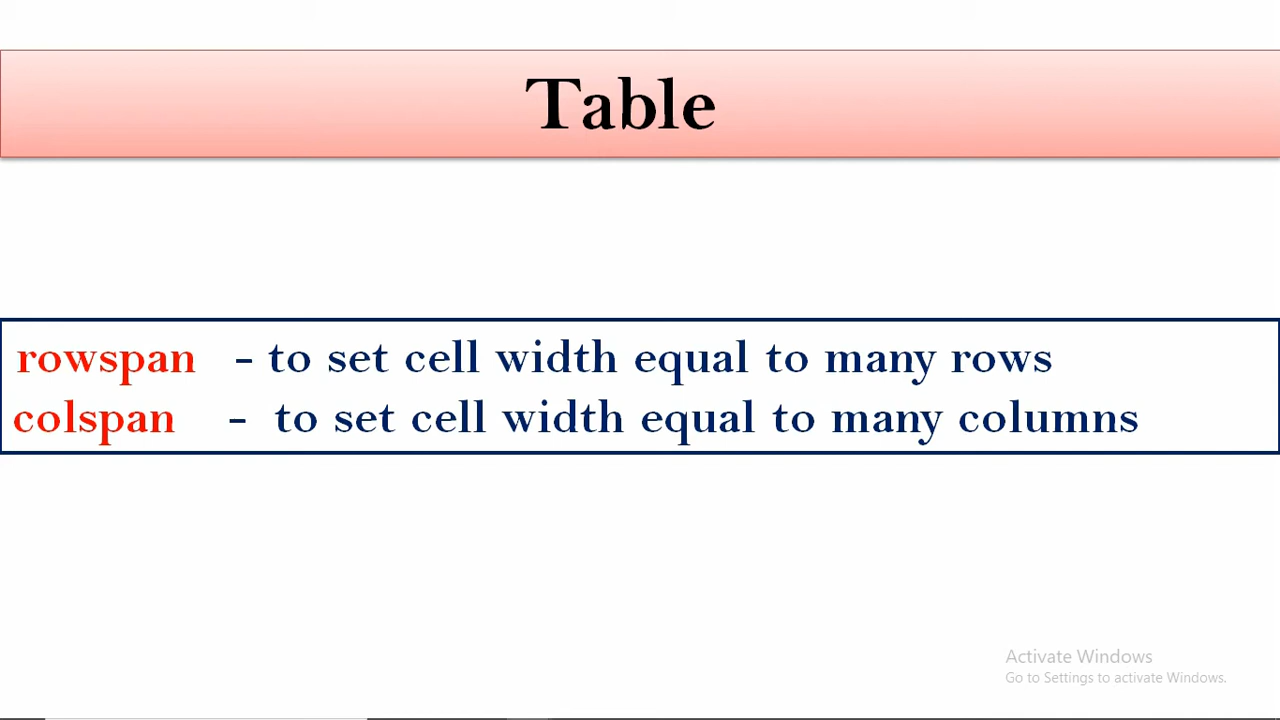 Table
rowspan - to set cell width equal to many rows
colspan - to set cell width equal to many columns
Activate Windows
Go to Settings to activate Windows.